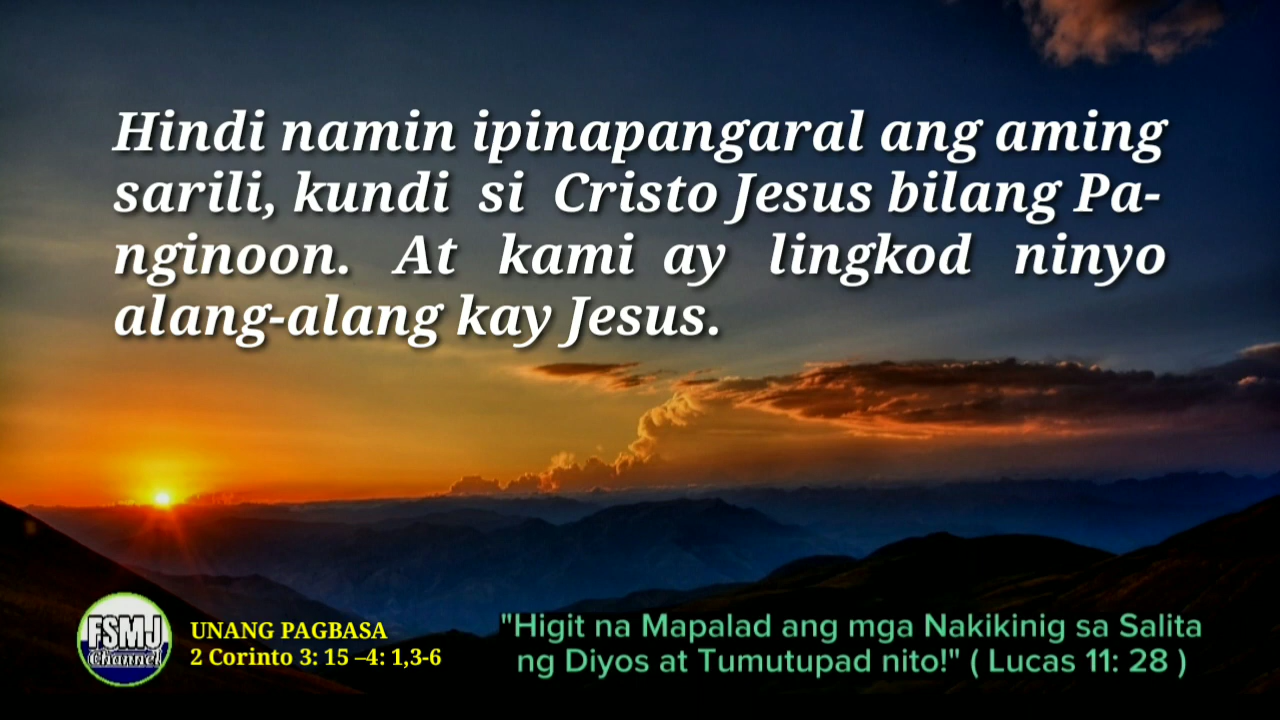 Hindi namin ipinapangaral ang aming
sarili, kundi si Cristo Jesus bilang Pa-
nginoon. At kami ay lingkod ninyo
alang-alang kay Jesus.
FSMJ
Channel
UNANG PAGBASA
2 Corinto 3: 15 –4: 1,3-6
"Higit na Mapalad ang mga Nakikinig sa Salita
ng Diyos at Tumutupad nito!" ( Lucas 11: 28 )